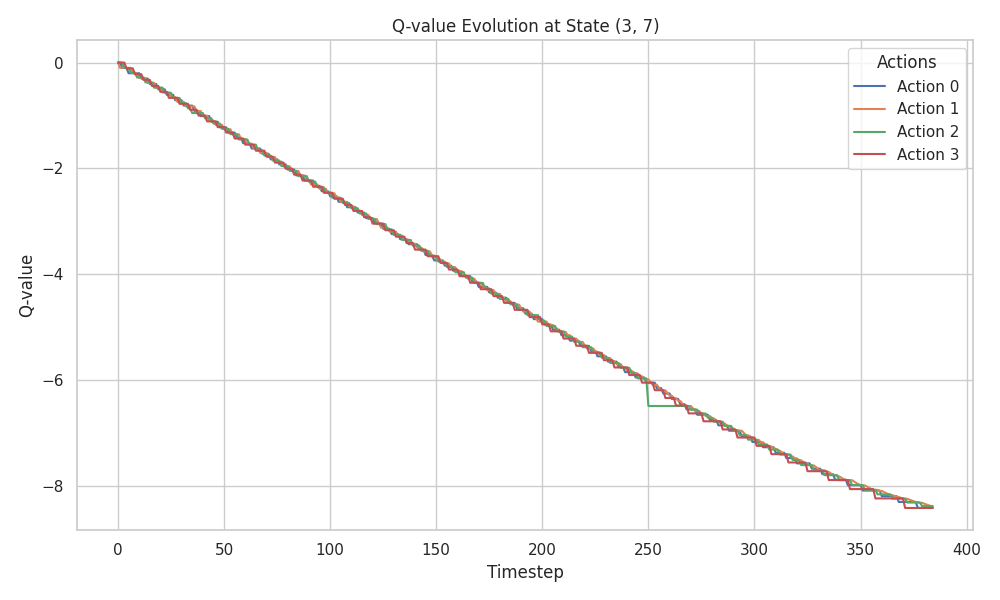 Q-value Evolution at State (3, 7)
Actions
Action 0
Action 1
Action 2
Action 3
Q-value
0
−2
−4
−6
−8
0 50 100 150 200 250 300 350 400
Timestep